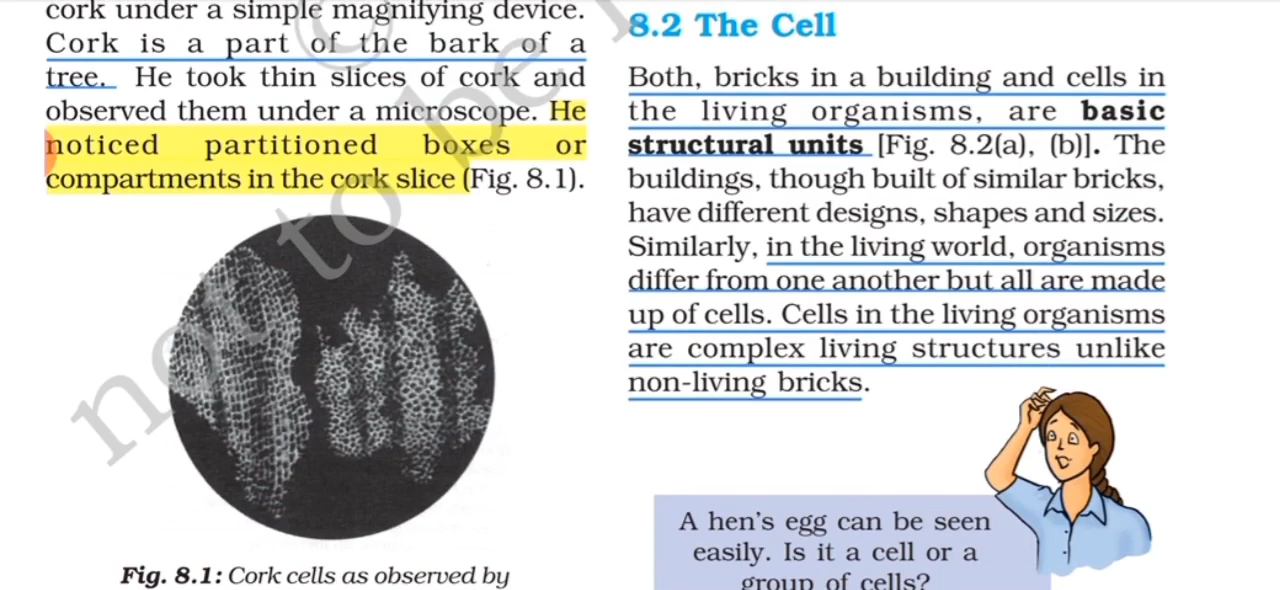 cork under a simple magnifying device.
Cork is a part of the bark of a
tree. He took thin slices of cork and
observed them under a microscope. He
noticed partitioned boxes or
compartments in the cork slice (Fig. 8.1).
Fig. 8.1: Cork cells as observed by
8.2 The Cell
Both, bricks in a building and cells in
the living organisms, are basic
structural units [Fig. 8.2(a), (b)]. The
buildings, though built of similar bricks,
have different designs, shapes and sizes.
Similarly, in the living world, organisms
differ from one another but all are made
up of cells. Cells in the living organisms
are complex living structures unlike
non-living bricks.
A hen's egg can be seen
easily. Is it a cell or a
group of cells?
not to be